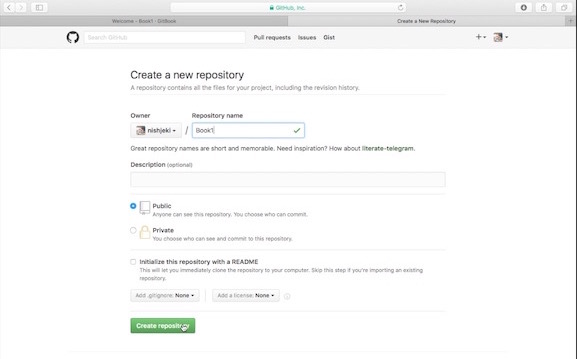 GitHub, Inc.
Welcome - Book1 - GitBook
Create a New Repository
Search GitHub
Pull requests Issues Gist
Create a new repository
A repository contains all the files for your project, including the revision history.
Owner Repository name
nishjeki / Book1
Great repository names are short and memorable. Need inspiration? How about literate-telegram.
Description (optional)
Public
Anyone can see this repository. You choose who can commit.
Private
You choose who can see and commit to this repository.
Initialize this repository with a README
This will let you immediately clone the repository to your computer. Skip this step if you're importing an existing
repository.
Add .gitignore: None Add a license: None
Create repository